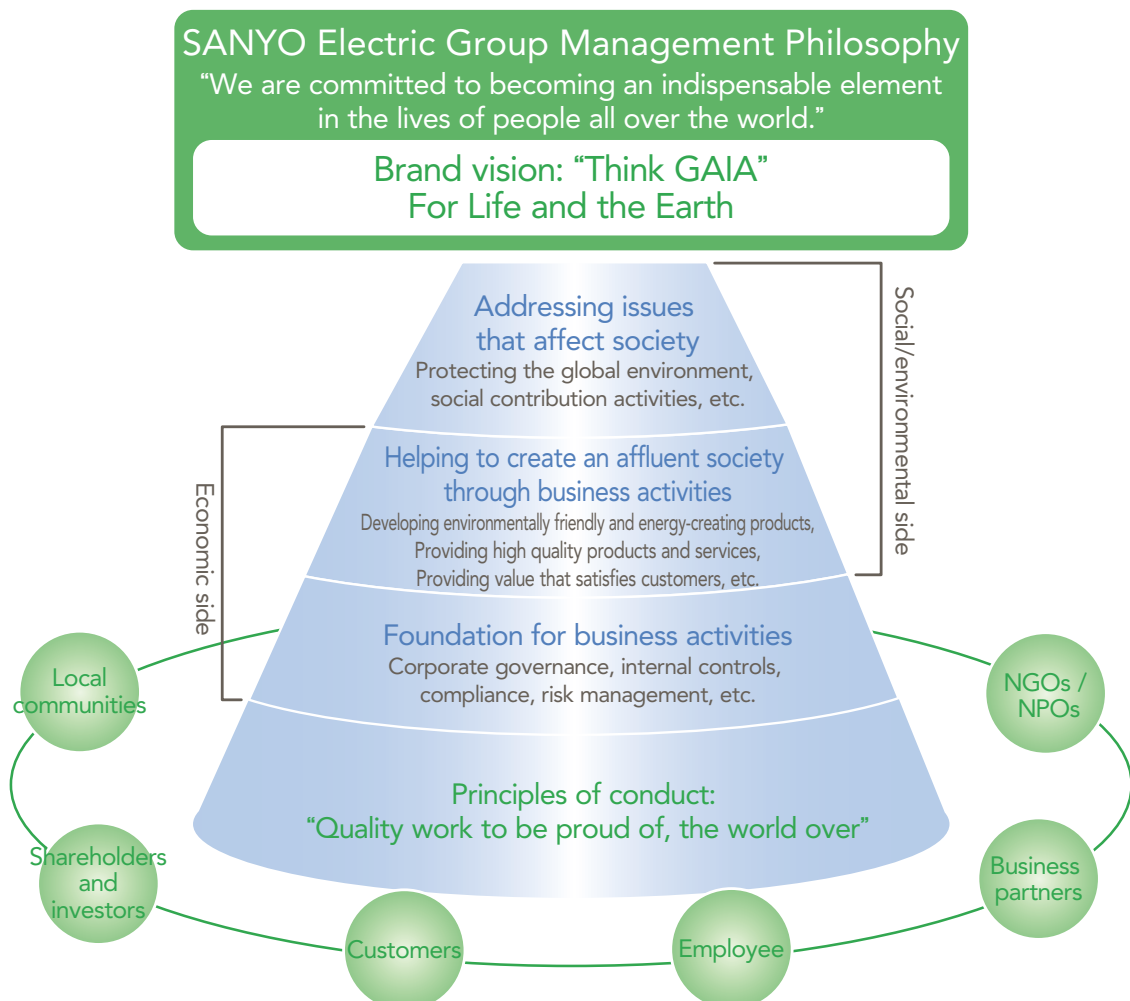 SANYO Electric Group Management Philosophy
“We are committed to becoming an indispensable element
in the lives of people all over the world.”
Brand vision: “Think GAIA”
For Life and the Earth
Addressing issues
that affect society
Protecting the global environment,
social contribution activities, etc.
Social/environmental side
Helping to create an affluent society
through business activities
Developing environmentally friendly and energy-creating products,
Providing high quality products and services,
Providing value that satisfies customers, etc.
Economic side
Foundation for business activities
Corporate governance, internal controls,
compliance, risk management, etc.
Local
communities
NGOs /
NPOs
Principles of conduct:
“Quality work to be proud of, the world over”
Shareholders
and
investors
Business
partners
Customers
Employee